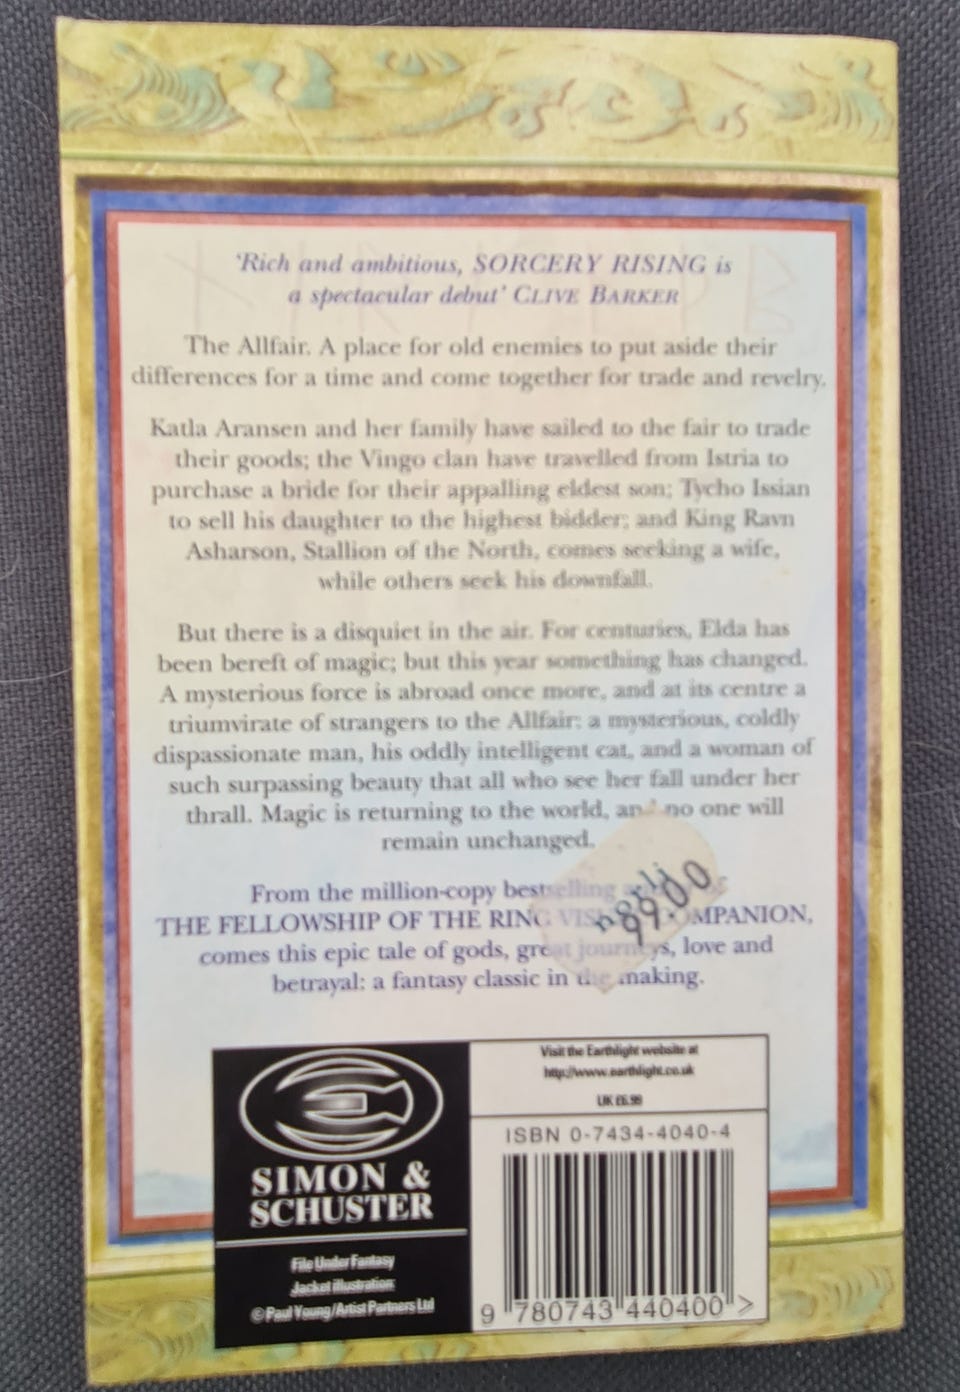 ‘Rich and ambitious, SORCERY RISING is
a spectacular debut’ CLIVE BARKER
The Allfair. A place for old enemies to put aside their
differences for a time and come together for trade and revelry.
Katla Aransen and her family have sailed to the fair to trade
their goods; the Vingo clan have travelled from Istria to
purchase a bride for their appalling eldest son; Tycho Issian
to sell his daughter to the highest bidder; and King Ravn
Asharson, Stallion of the North, comes seeking a wife,
while others seek his downfall.
But there is a disquiet in the air. For centuries, Elda has
been bereft of magic; but this year something has changed.
A mysterious force is abroad once more, and at its centre a
triumvirate of strangers to the Allfair: a mysterious, coldly
dispassionate man, his oddly intelligent cat, and a woman of
such surpassing beauty that all who see her fall under her
thrall. Magic is returning to the world, and no one will
remain unchanged.
From the million-copy bestselling of
THE FELLOWSHIP OF THE RING COMPANION,
comes this epic tale of gods, great journeys, love and
betrayal: a fantasy classic in the making.
99.00
SIMON &
SCHUSTER
File Under Fantasy
Jacket illustration:
© Paul Young/Artist Partners Ltd
Visit the Earthlight website at
http://www.earthlight.co.uk
UK £6.99
ISBN 0-7434-4040-4
9 780743 440400 >